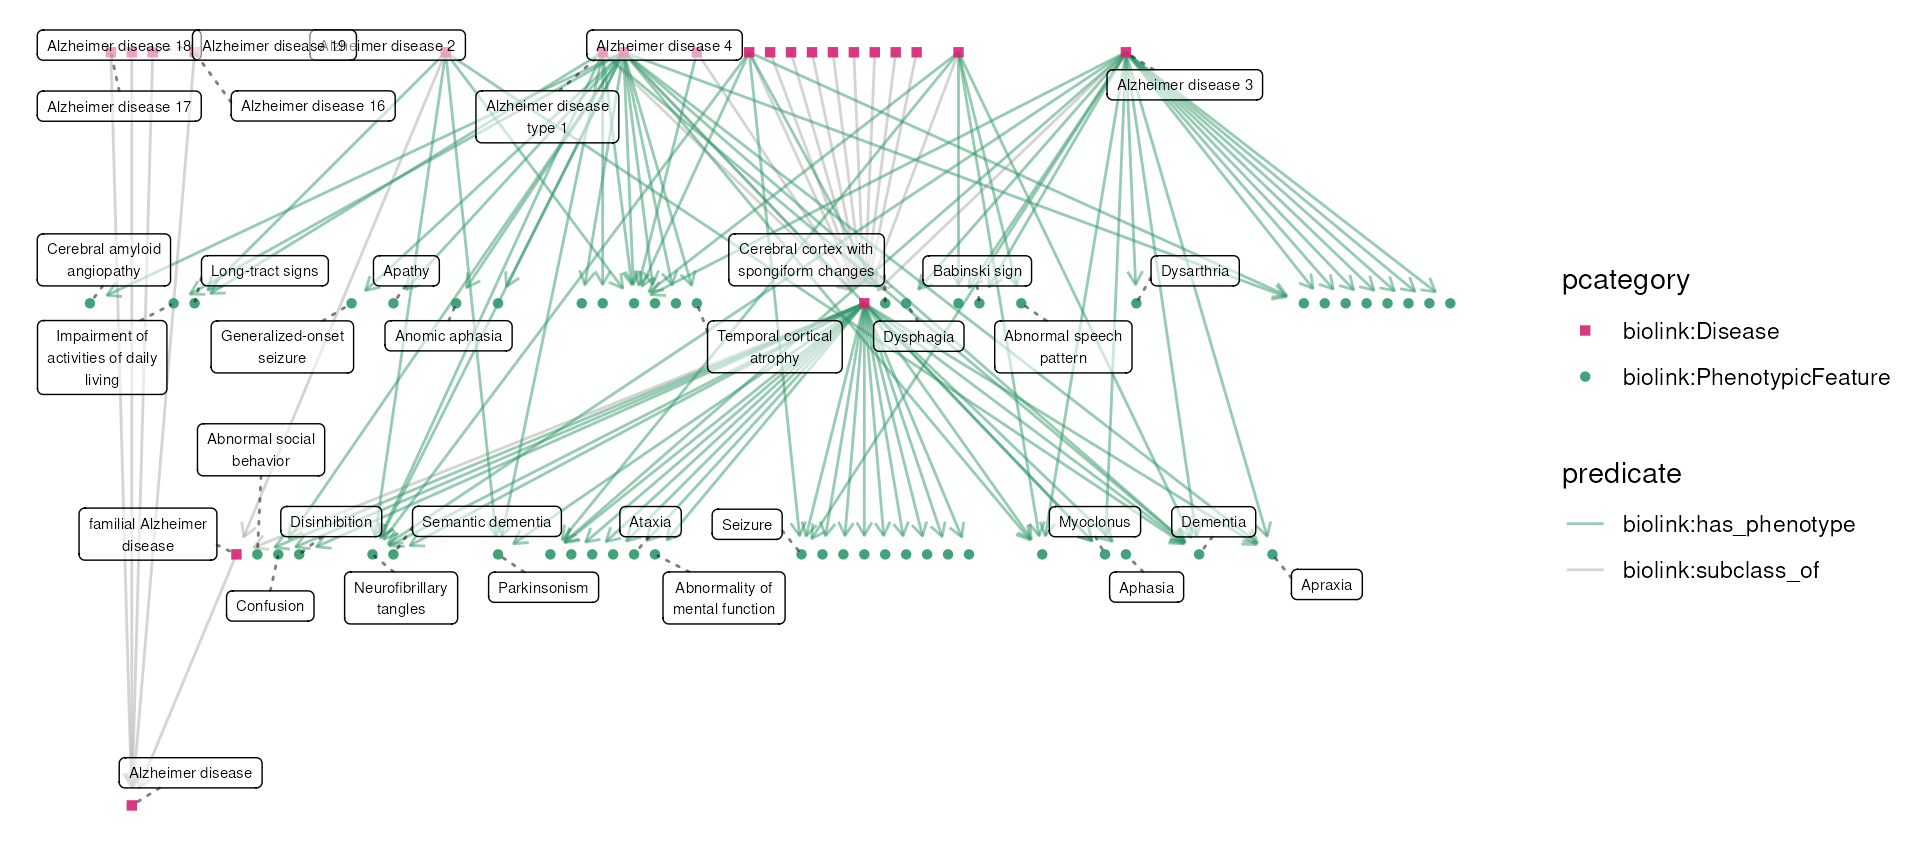 Alzheimer disease 18
Alzheimer disease 19
Alzheimer disease 2
Alzheimer disease 4
Alzheimer disease 3
Alzheimer disease 17
Alzheimer disease 16
Alzheimer disease
type 1
Cerebral amyloid
angiopathy
Long-tract signs
Apathy
Cerebral cortex with
spongiform changes
Babinski sign
Dysarthria
Impairment of
activities of daily
living
Generalized-onset
seizure
Anomic aphasia
Temporal cortical
atrophy
Dysphagia
Abnormal speech
pattern
Abnormal social
behavior
familial Alzheimer
disease
Disinhibition
Semantic dementia
Ataxia
Seizure
Myoclonus
Dementia
Confusion
Neurofibrillary
tangles
Parkinsonism
Abnormality of
mental function
Aphasia
Apraxia
Alzheimer disease
pcategory
biolink:Disease
biolink:PhenotypicFeature
predicate
biolink:has_phenotype
biolink:subclass_of